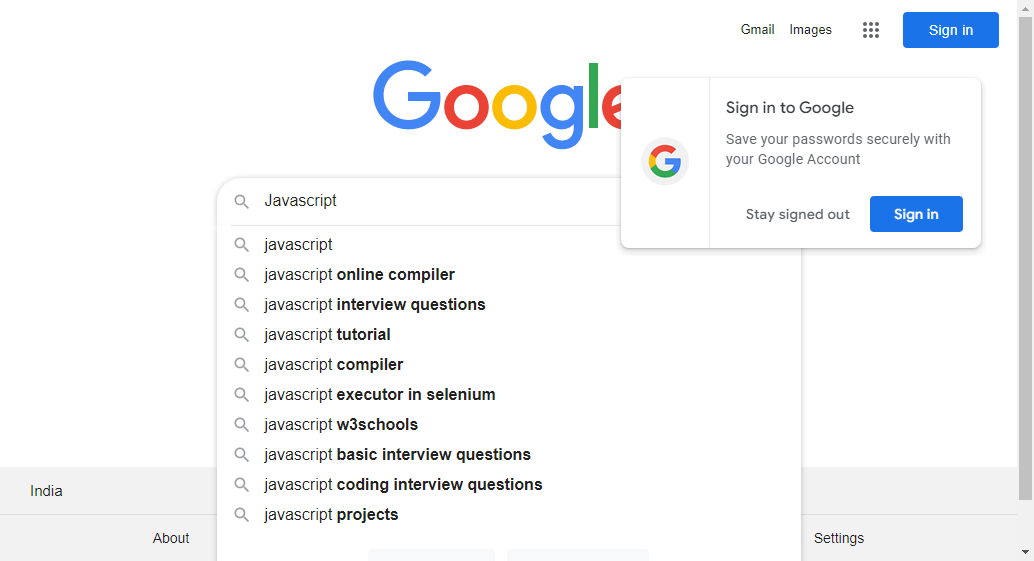 Gmail Images Sign in
Google
Sign in to Google
Save your passwords securely with
your Google Account
Stay signed out Sign in
Javascript
javascript
javascript online compiler
javascript interview questions
javascript tutorial
javascript compiler
javascript executor in selenium
javascript w3schools
javascript basic interview questions
javascript coding interview questions
javascript projects
India
About Settings